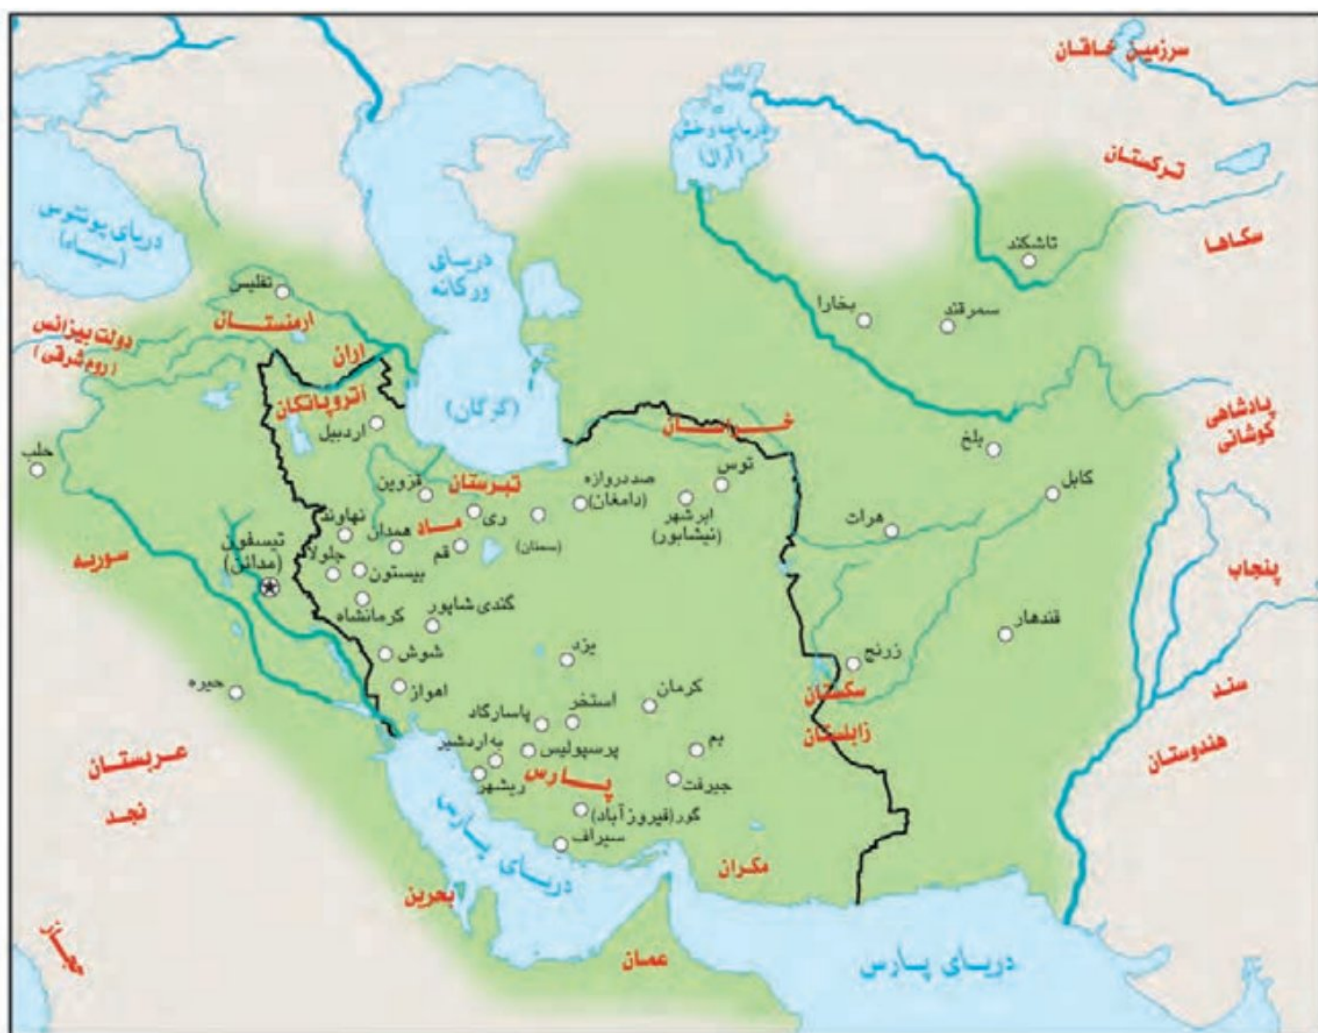 سرزمین خاقان
دریاچه وخش
(آرال)
ترکستان
دریای پونتوس
(سیاه)
سکاها
تاشکند
دریای
ورکانه
تفلیس
بخارا
سمرقند
ارمنستان
دولت بیزانس
(روم شرقی)
اران
آتروپاتکان
(گرگان)
پادشاهی
کوشانی
خراسان
اردبیل
بلخ
حلب
توس
کابل
تبرستان
صددروازه
(دامغان)
قزوین
ابرشهر
(نیشابور)
ری
هرات
نهاوند
ماد
همدان
(سمنان)
تیسفون
(مدائن)
قم
سوریه
جلولا
بیستون
پنجاب
کرمانشاه
گندی شاپور
قندهار
شوش
یزد
زرنج
حیره
اهواز
کرمان
سکستان
سند
استخر
پاسارگاد
زابلستان
به اردشیر
پرسپولیس
بم
هندوستان
عربستان
ریشهر
پارس
جیرفت
نجد
گور(فیروزآباد)
سیراف
دریای پارس
مکران
بحرین
عمان
دریای پارس
حجاز